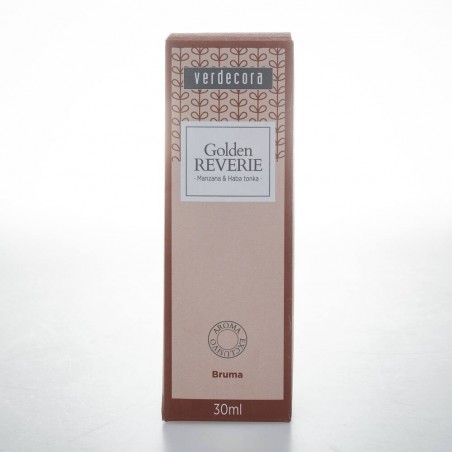 verdecora
Golden
REVERIE
· Manzana & Haba tonka ·
AROMA
EXCLUSIVO
Bruma
30ml